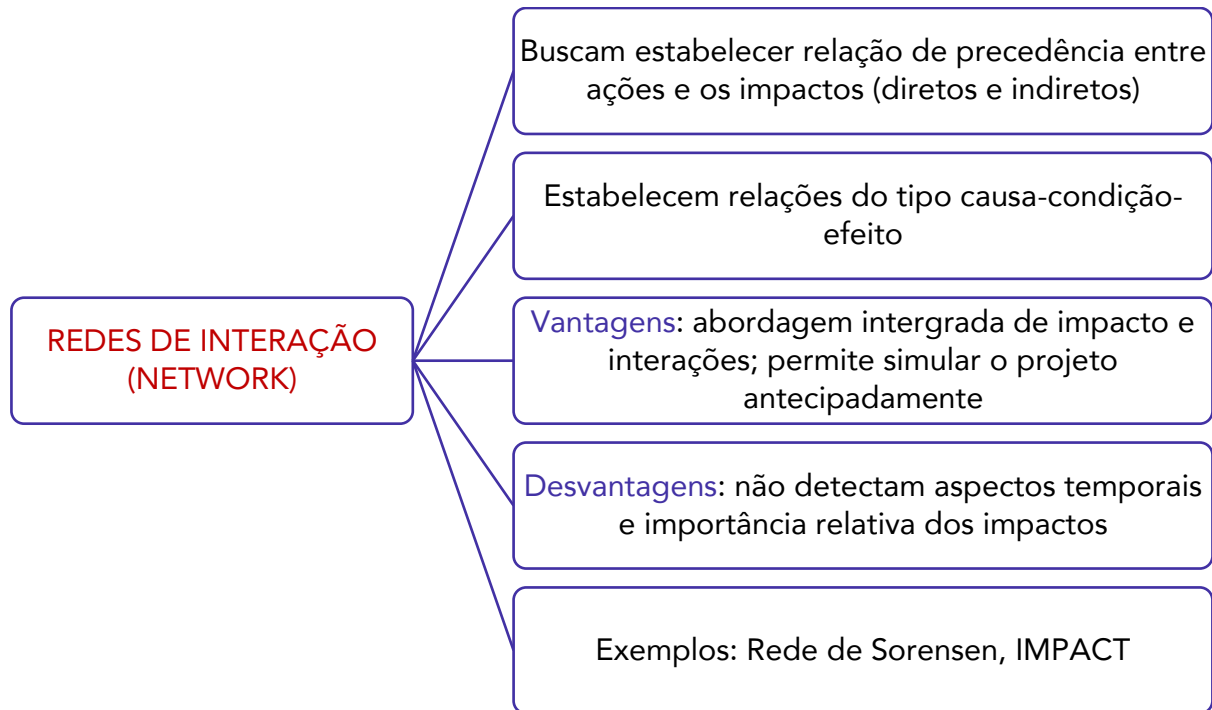 Buscam estabelecer relação de precedência entre
ações e os impactos (diretos e indiretos)
Estabelecem relações do tipo causa-condição-
efeito
REDES DE INTERAÇÃO
(NETWORK)
Vantagens: abordagem intergrada de impacto e
interações; permite simular o projeto
antecipadamente
Desvantagens: não detectam aspectos temporais
e importância relativa dos impactos
Exemplos: Rede de Sorensen, IMPACT